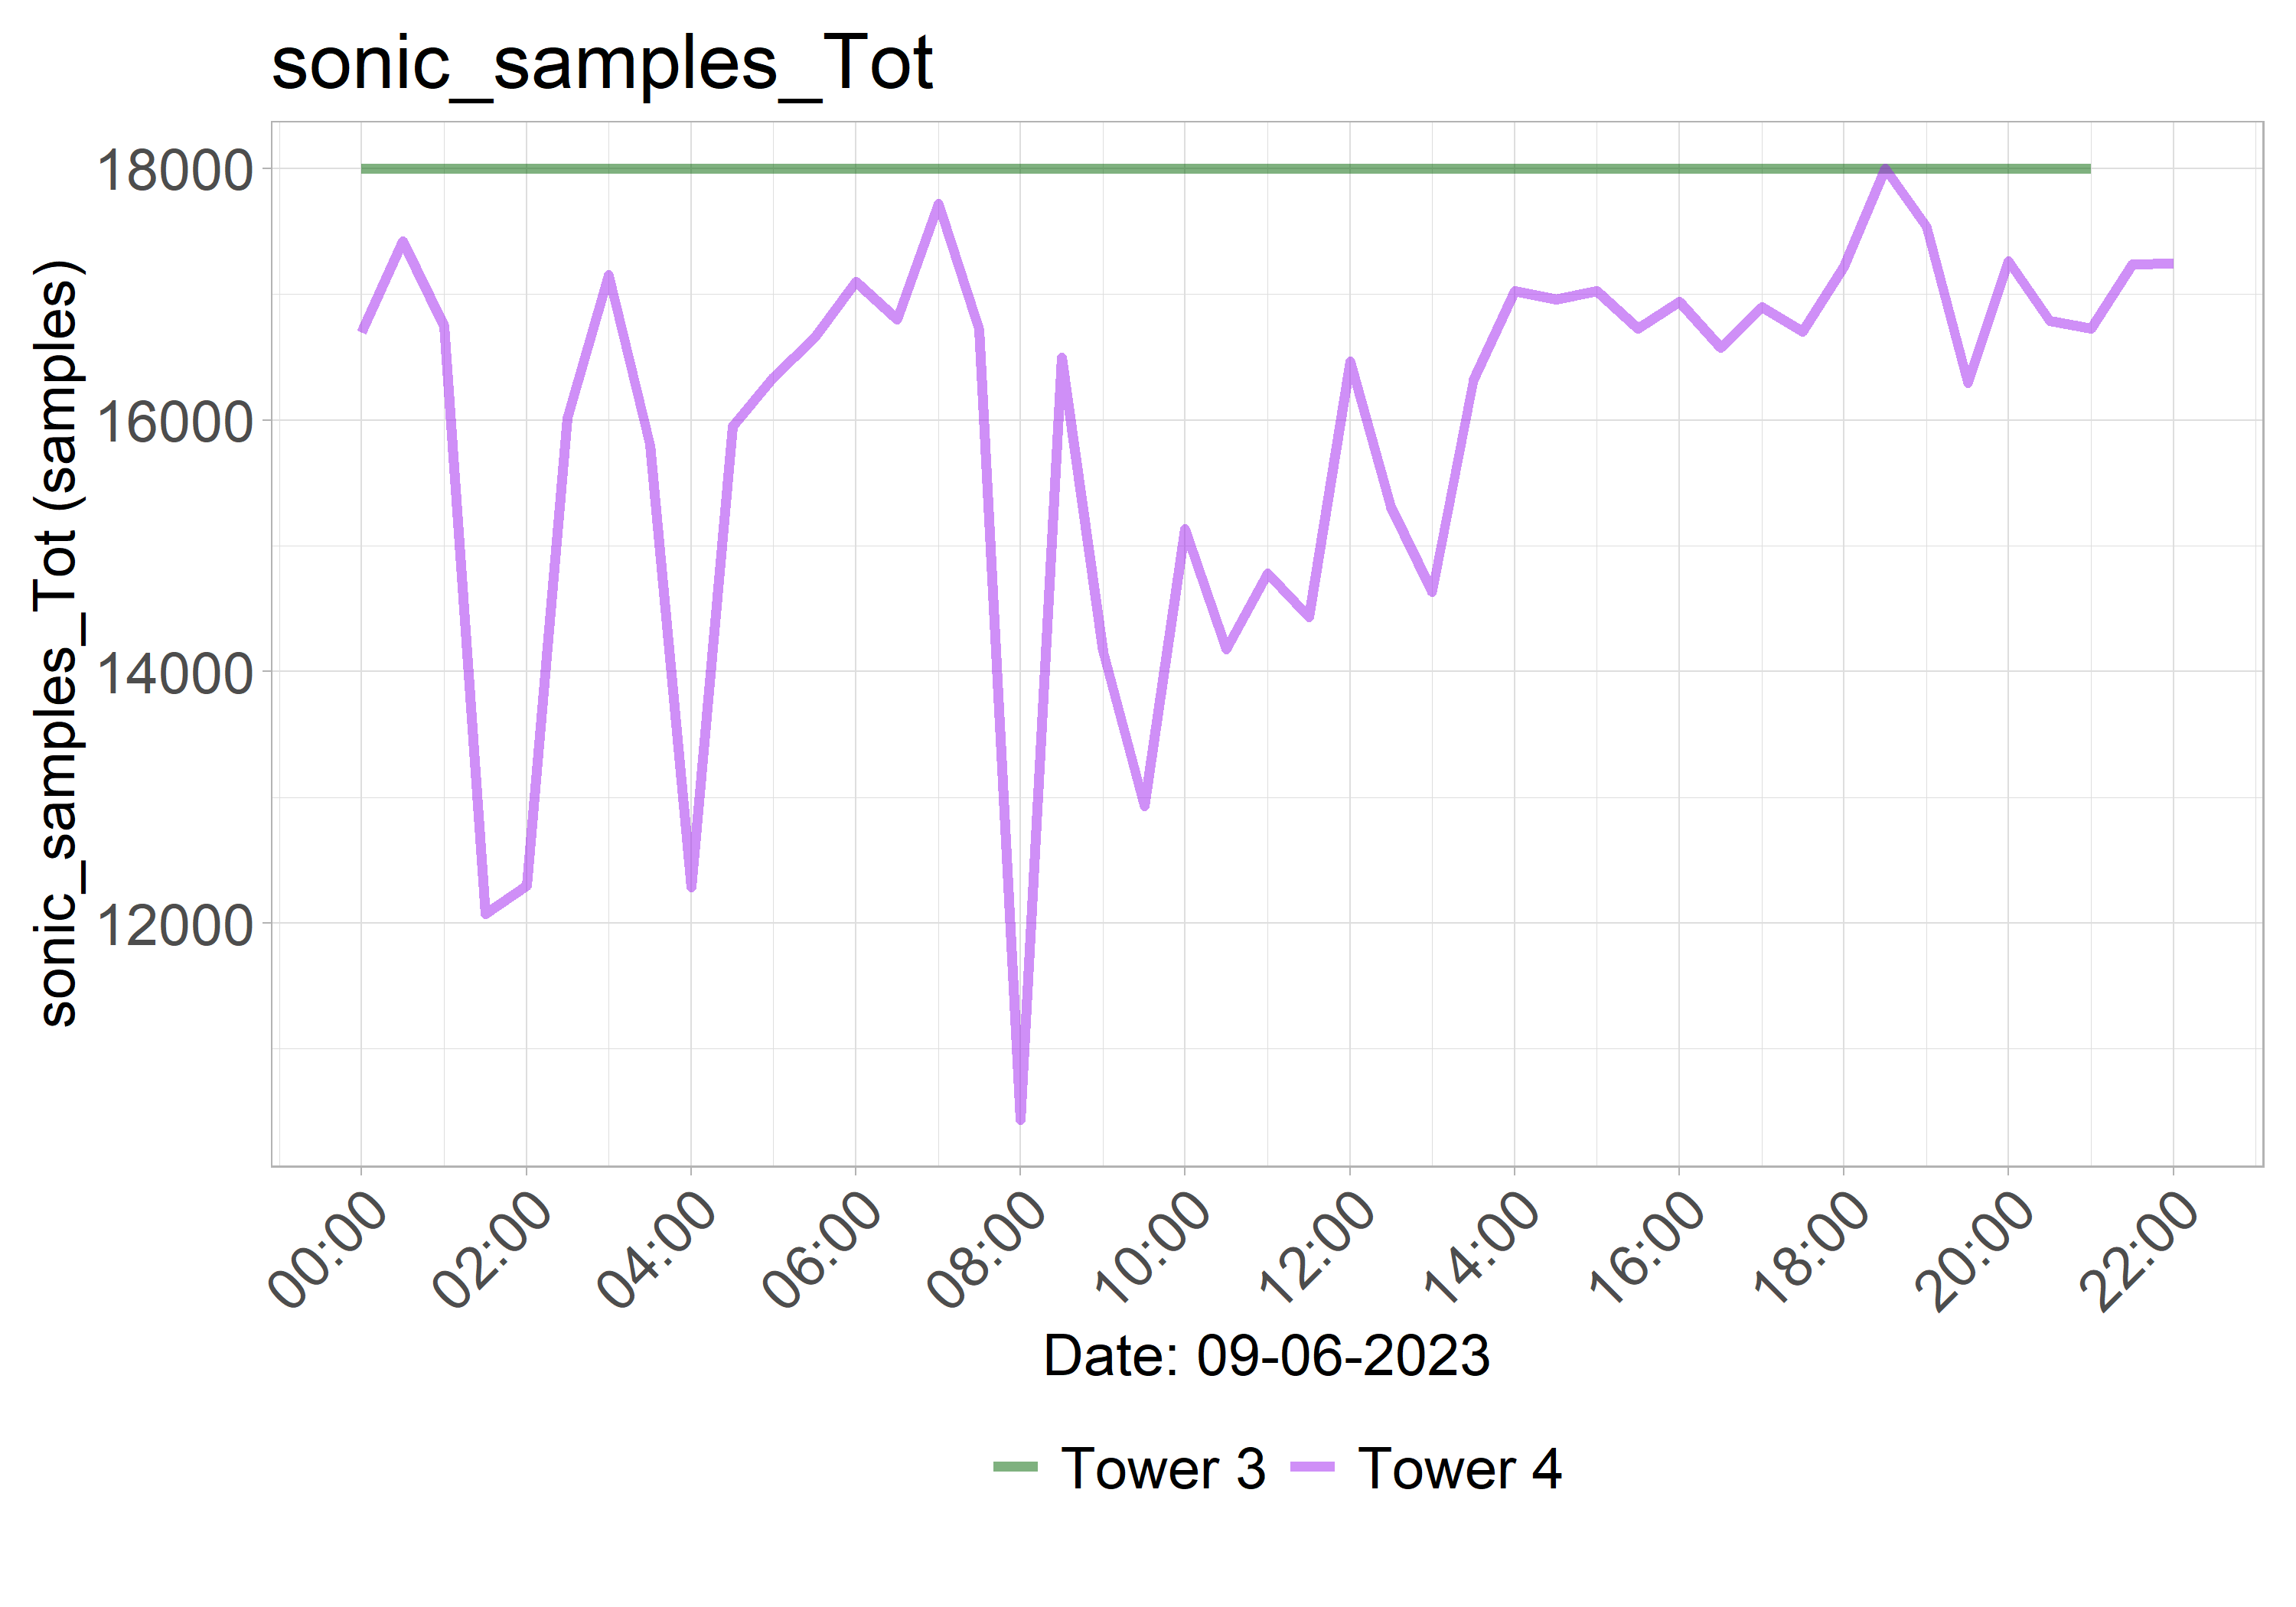 sonic_samples_Tot
sonic_samples_Tot (samples)
18000
16000
14000
12000
00:00 02:00 04:00 06:00 08:00 10:00 12:00 14:00 16:00 18:00 20:00 22:00
Date: 09-06-2023
Tower 3 Tower 4